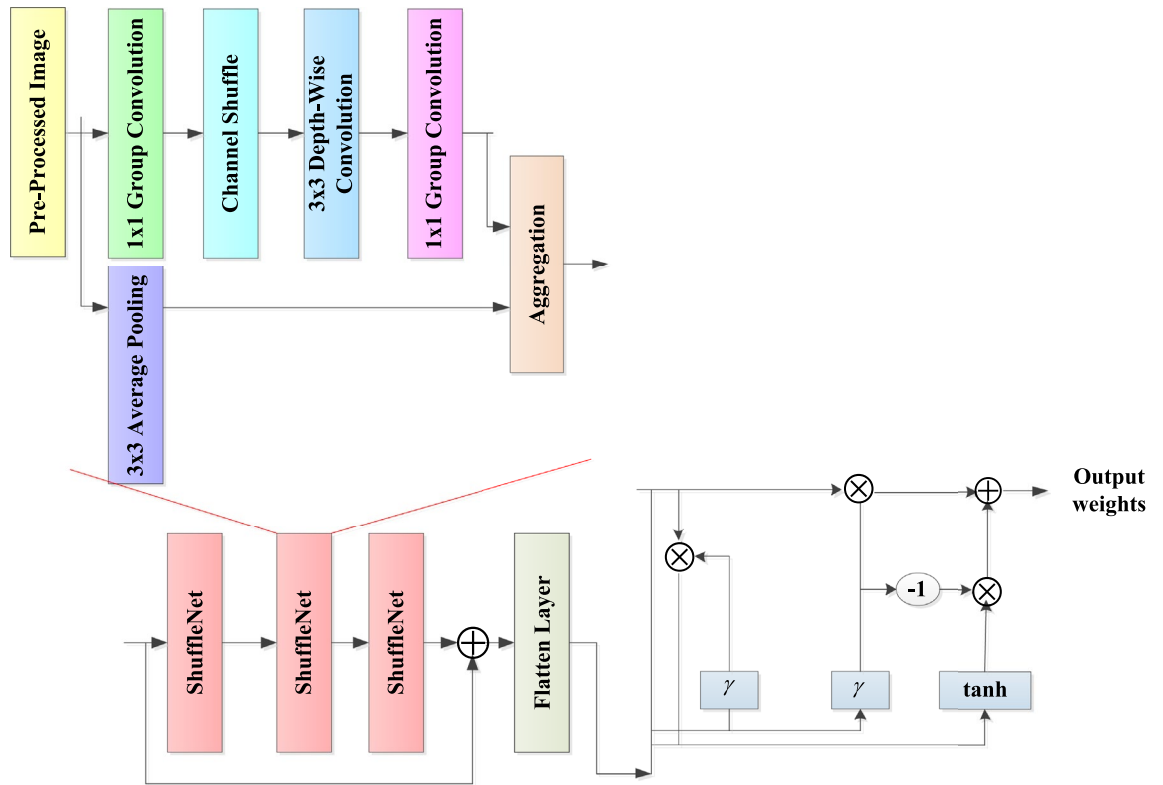 Pre-Processed Image
1x1 Group Convolution
Channel Shuffle
3x3 Depth-Wise
Convolution
1x1 Group Convolution
Aggregation
3x3 Average Pooling
ShuffleNet
ShuffleNet
ShuffleNet
Flatten Layer
Output
weights
-1
γ
γ
tanh